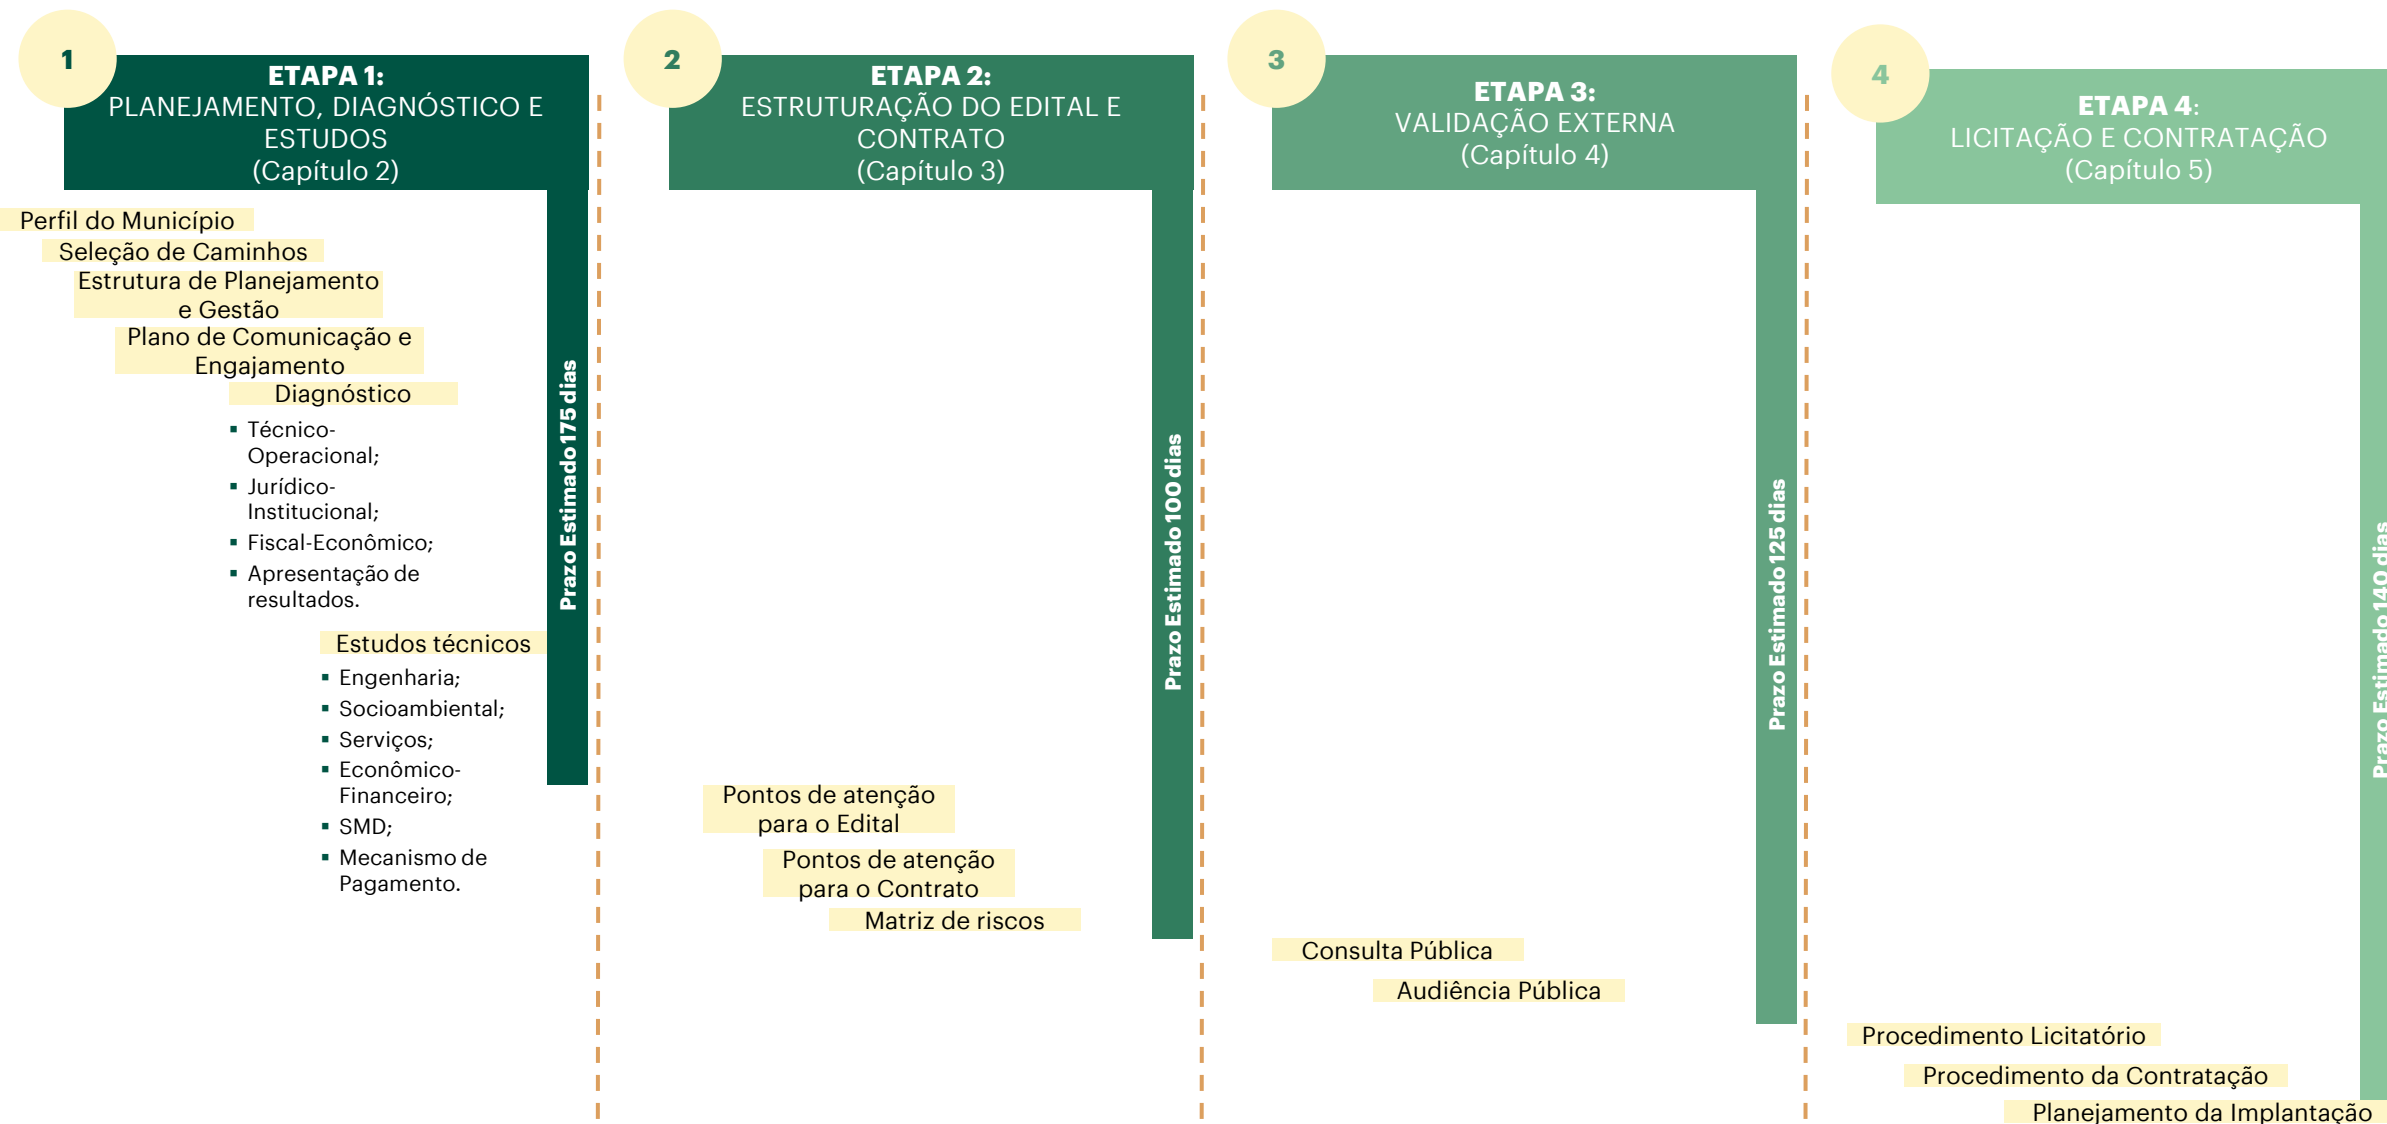 1
ETAPA 1:
PLANEJAMENTO, DIAGNÓSTICO E
ESTUDOS
(Capítulo 2)
Perfil do Município
Seleção de Caminhos
Estrutura de Planejamento
e Gestão
Plano de Comunicação e
Engajamento
Diagnóstico
▪ Técnico-
Operacional;
▪ Jurídico-
Institucional;
▪ Fiscal-Econômico;
▪ Apresentação de
resultados.
Estudos técnicos
▪ Engenharia;
▪ Socioambiental;
▪ Serviços;
▪ Econômico-
Financeiro;
▪ SMD;
▪ Mecanismo de
Pagamento.
Prazo Estimado 175 dias
2
ETAPA 2:
ESTRUTURAÇÃO DO EDITAL E
CONTRATO
(Capítulo 3)
Pontos de atenção
para o Edital
Pontos de atenção
para o Contrato
Matriz de riscos
Prazo Estimado 100 dias
3
ETAPA 3:
VALIDAÇÃO EXTERNA
(Capítulo 4)
Consulta Pública
Audiência Pública
Prazo Estimado 125 dias
4
ETAPA 4:
LICITAÇÃO E CONTRATAÇÃO
(Capítulo 5)
Procedimento Licitatório
Procedimento da Contratação
Planejamento da Implantação
Prazo Estimado 140 dias